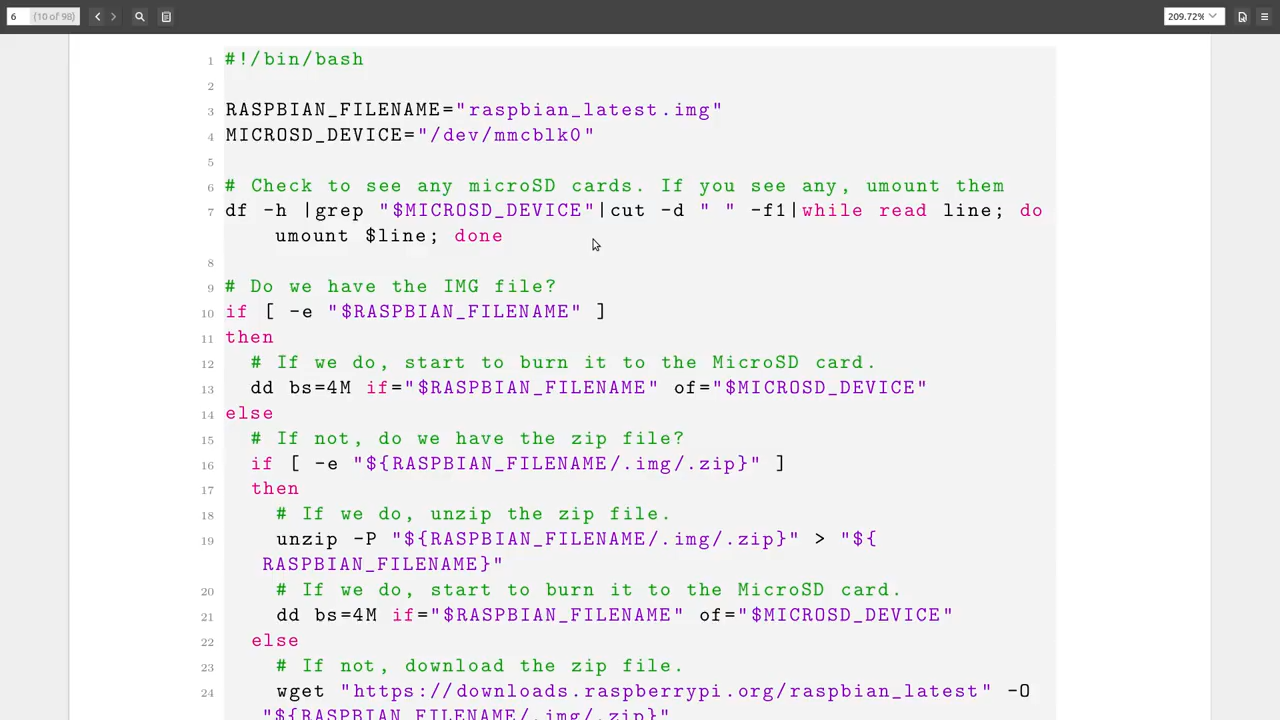 6 (10 of 98) 209.72%
1 #!/bin/bash
2
3 RASPBIAN_FILENAME="raspbian_latest.img"
4 MICROSD_DEVICE="/dev/mmcblk0"
5
6 # Check to see any microSD cards. If you see any, umount them
7 df -h |grep "$MICROSD_DEVICE"|cut -d " " -f1|while read line; do
umount $line; done
8
9 # Do we have the IMG file?
10 if [ -e "$RASPBIAN_FILENAME" ]
11 then
12 # If we do, start to burn it to the MicroSD card.
13 dd bs=4M if="$RASPBIAN_FILENAME" of="$MICROSD_DEVICE"
14 else
15 # If not, do we have the zip file?
16 if [ -e "${RASPBIAN_FILENAME/.img/.zip}" ]
17 then
18 # If we do, unzip the zip file.
19 unzip -P "${RASPBIAN_FILENAME/.img/.zip}" > "${
RASPBIAN_FILENAME}"
20 # If we do, start to burn it to the MicroSD card.
21 dd bs=4M if="$RASPBIAN_FILENAME" of="$MICROSD_DEVICE"
22 else
23 # If not, download the zip file.
24 wget "https://downloads.raspberrypi.org/raspbian_latest" -O
"${RASPBIAN_FILENAME/.img/.zip}"